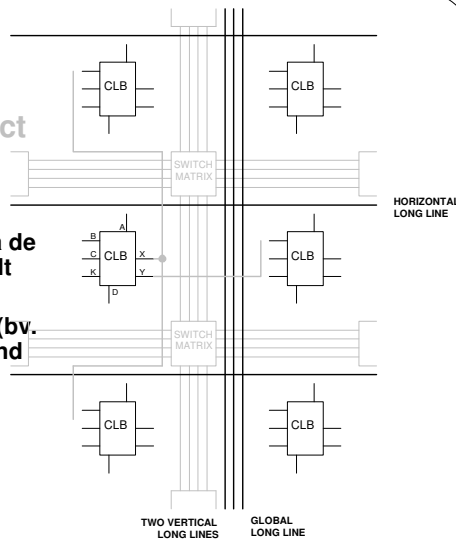 CLB
CLB
ct
SWITCH
MATRIX
HORIZONTAL
LONG LINE
A
B
C
CLB
X
K
Y
D
CLB
de
lt
(bv.
nd
SWITCH
MATRIX
CLB
CLB
TWO VERTICAL
LONG LINES
GLOBAL
LONG LINE